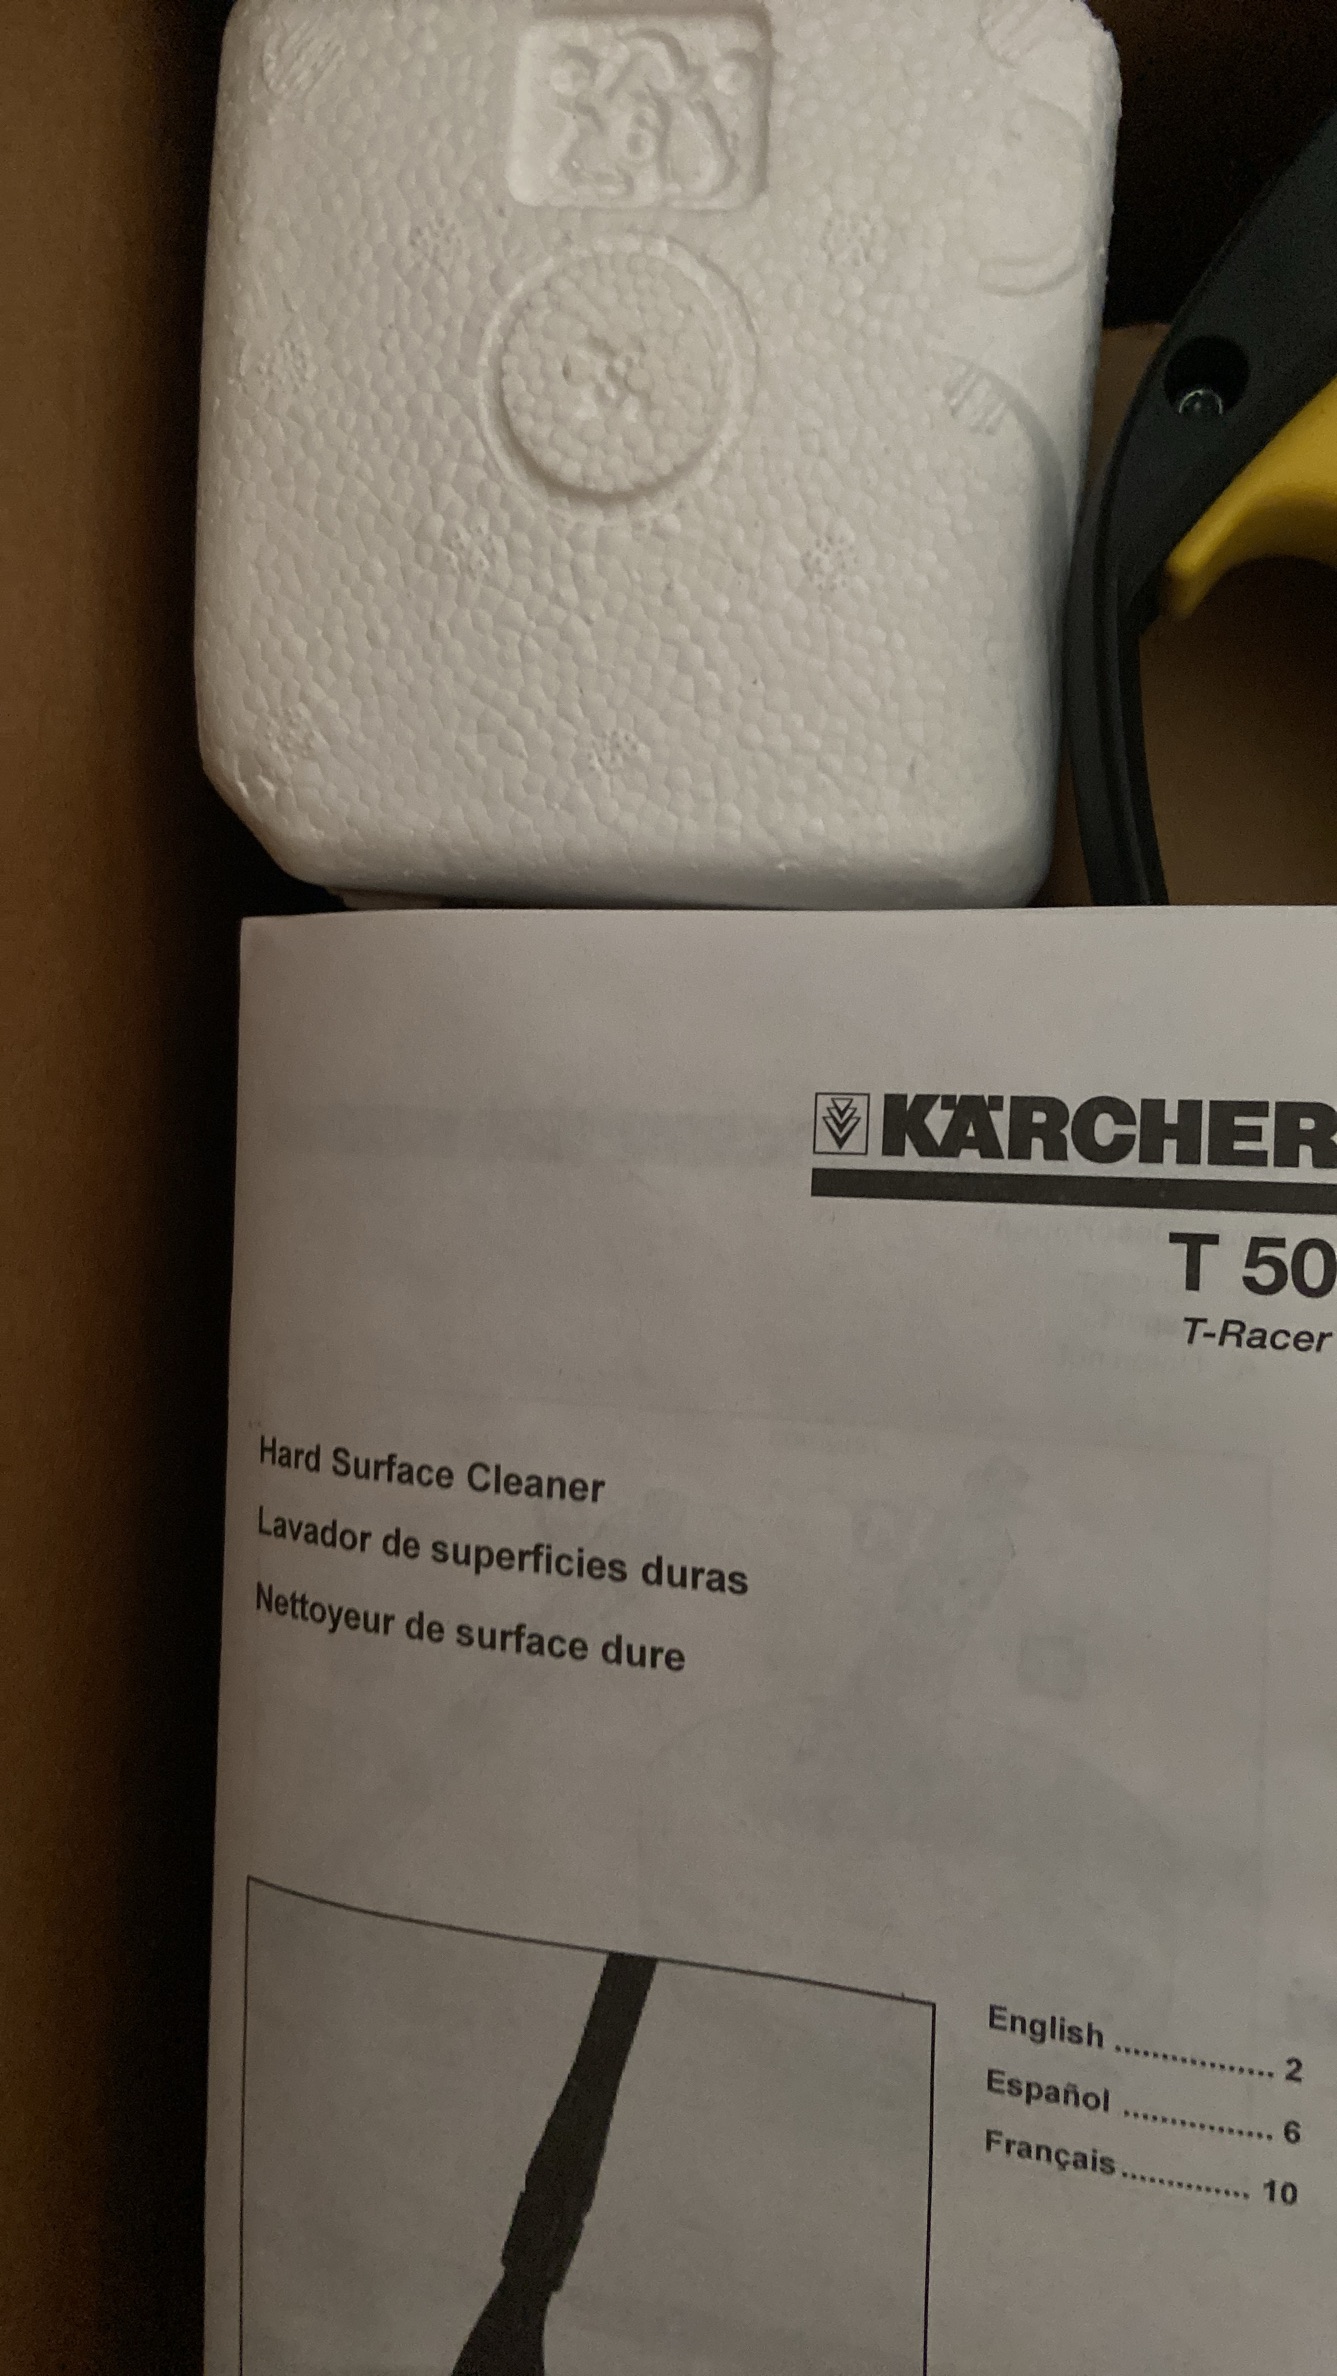 6
KÄRCHER
T 50
T-Racer
Hard Surface Cleaner
Lavador de superficies duras
Nettoyeur de surface dure
English ................. 2
Español ................ 6
Français.............. 10